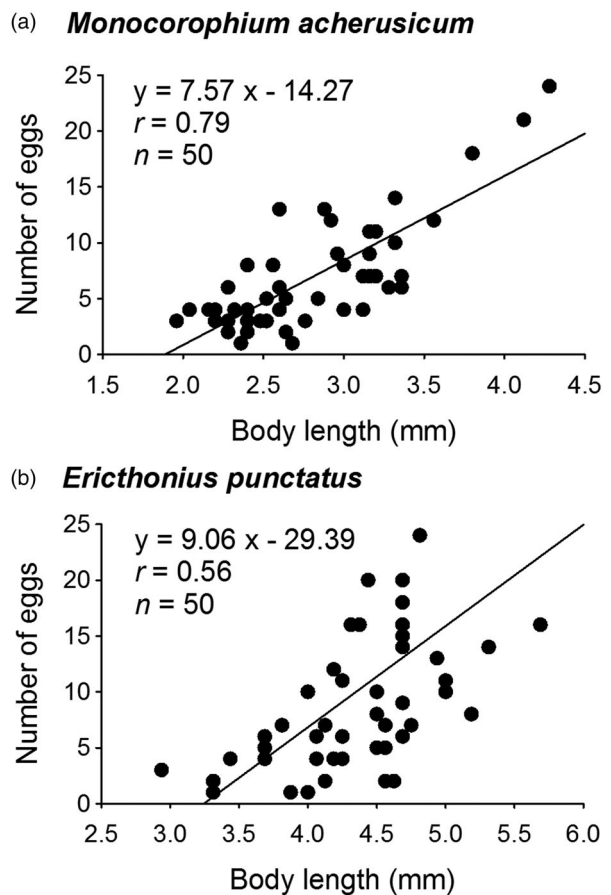 (a) Monocorophium acherusicum
25
20
15
10
5
0
Number of eggs
y = 7.57 x - 14.27
r = 0.79
n = 50
1.5 2.0 2.5 3.0 3.5 4.0 4.5
Body length (mm)
(b) Ericthonius punctatus
25
20
15
10
5
0
Number of eggs
y = 9.06 x - 29.39
r = 0.56
n = 50
2.5 3.0 3.5 4.0 4.5 5.0 5.5 6.0
Body length (mm)